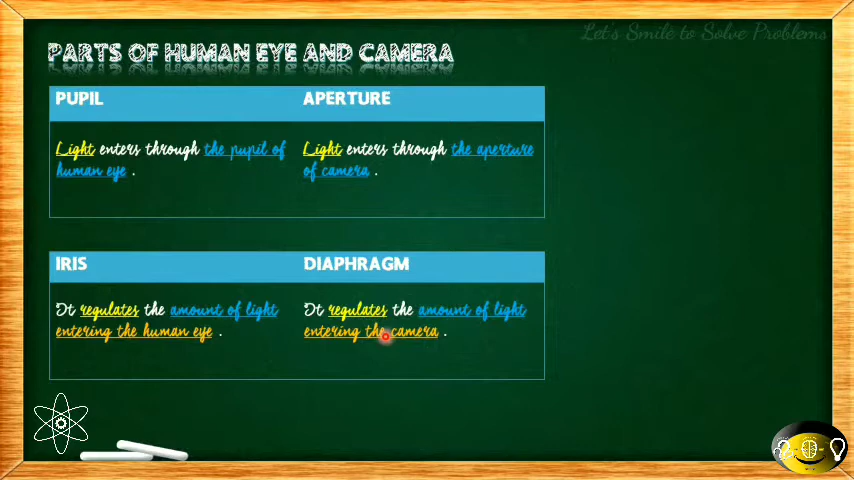 Let's Smile to Solve Problems
PARTS OF HUMAN EYE AND CAMERA
PUPIL APERTURE
Light enters through the pupil of human eye .
Light enters through the aperture of camera .
IRIS DIAPHRAGM
It regulates the amount of light entering the human eye .
It regulates the amount of light entering the camera .